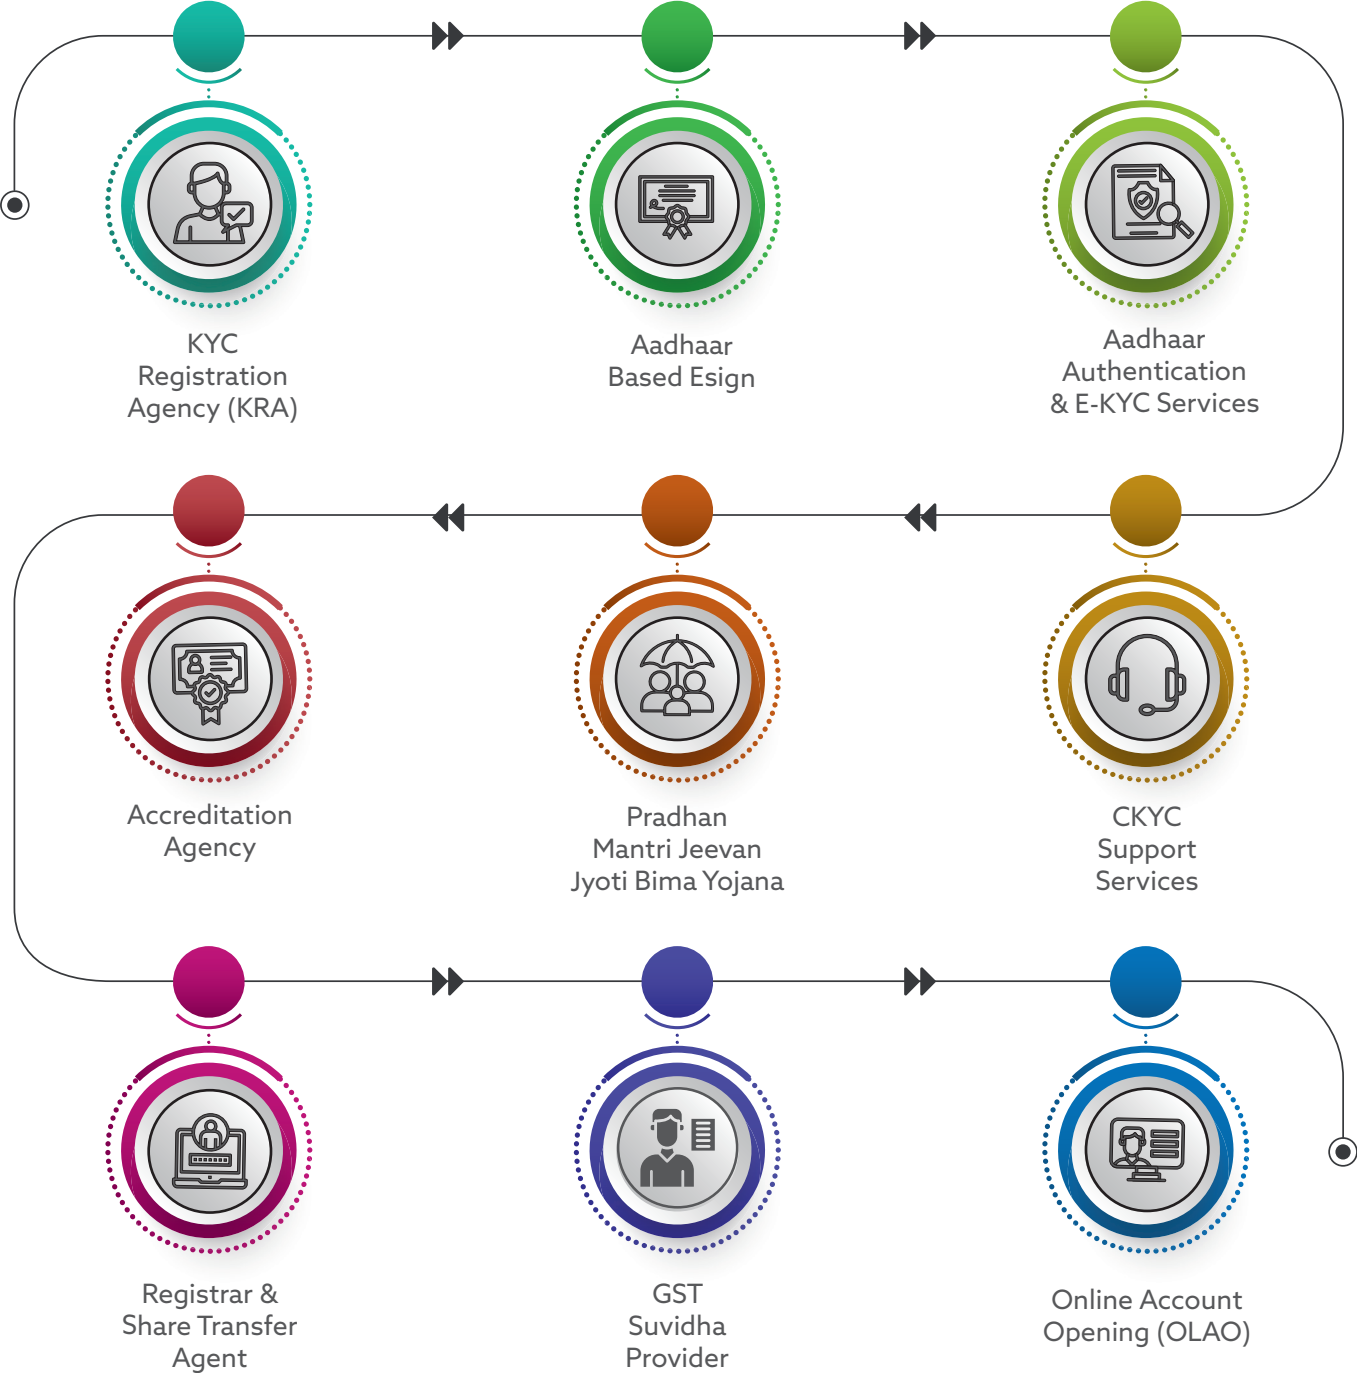 KYC
Registration
Agency (KRA)
Aadhaar
Based Esign
Aadhaar
Authentication
& E-KYC Services
CKYC
Support
Services
Pradhan
Mantri Jeevan
Jyoti Bima Yojana
Accreditation
Agency
Registrar &
Share Transfer
Agent
GST
Suvidha
Provider
Online Account
Opening (OLAO)